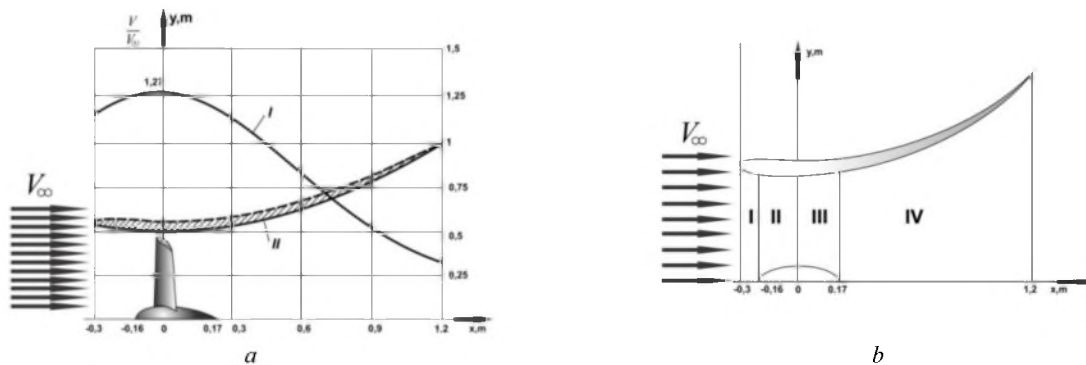 V/V∞ y,m
1,5
1,2
1,25
I
1
V∞
0,75
0,5
II
0,25
-0,3 -0,16 0 0,17 0,3 0,6 0,9 1,2 x,m
a
y,m
V∞
I II III IV
-0,3 -0,16 0 0,17 1,2 x,m
b